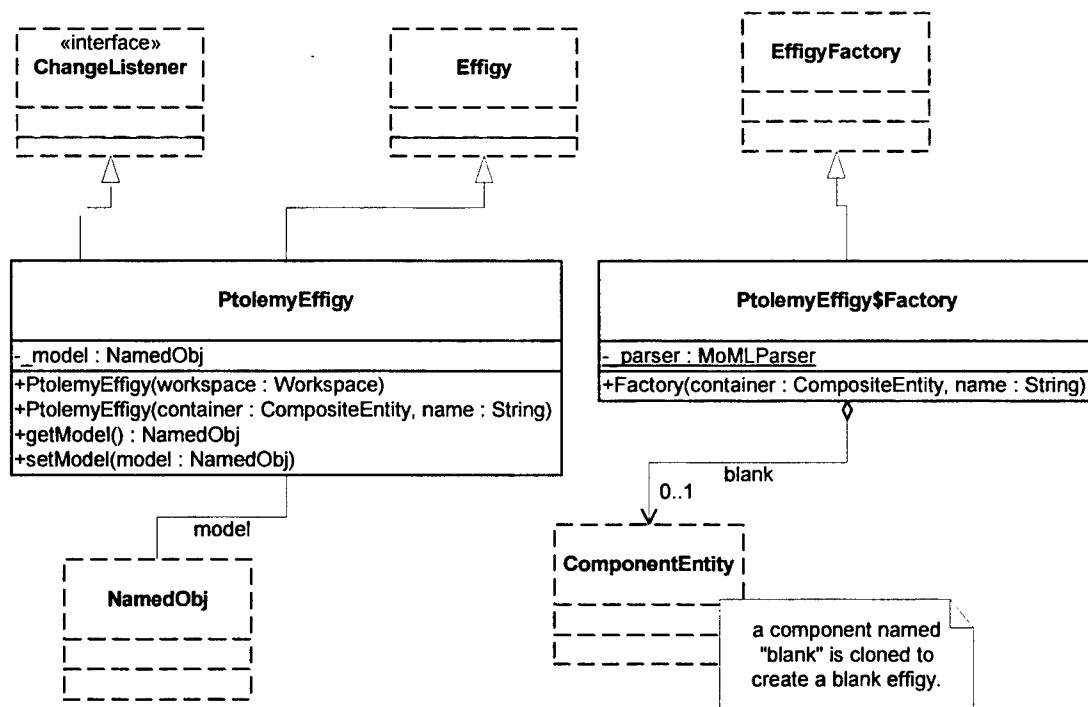 «interface»
ChangeListener
Effigy
EffigyFactory
PtolemyEffigy
-_model : NamedObj
+PtolemyEffigy(workspace : Workspace)
+PtolemyEffigy(container : CompositeEntity, name : String)
+getModel() : NamedObj
+setModel(model : NamedObj)
PtolemyEffigy$Factory
-_parser : MoMLParser
+Factory(container : CompositeEntity, name : String)
model
NamedObj
blank
0..1
ComponentEntity
a component named
"blank" is cloned to
create a blank effigy.